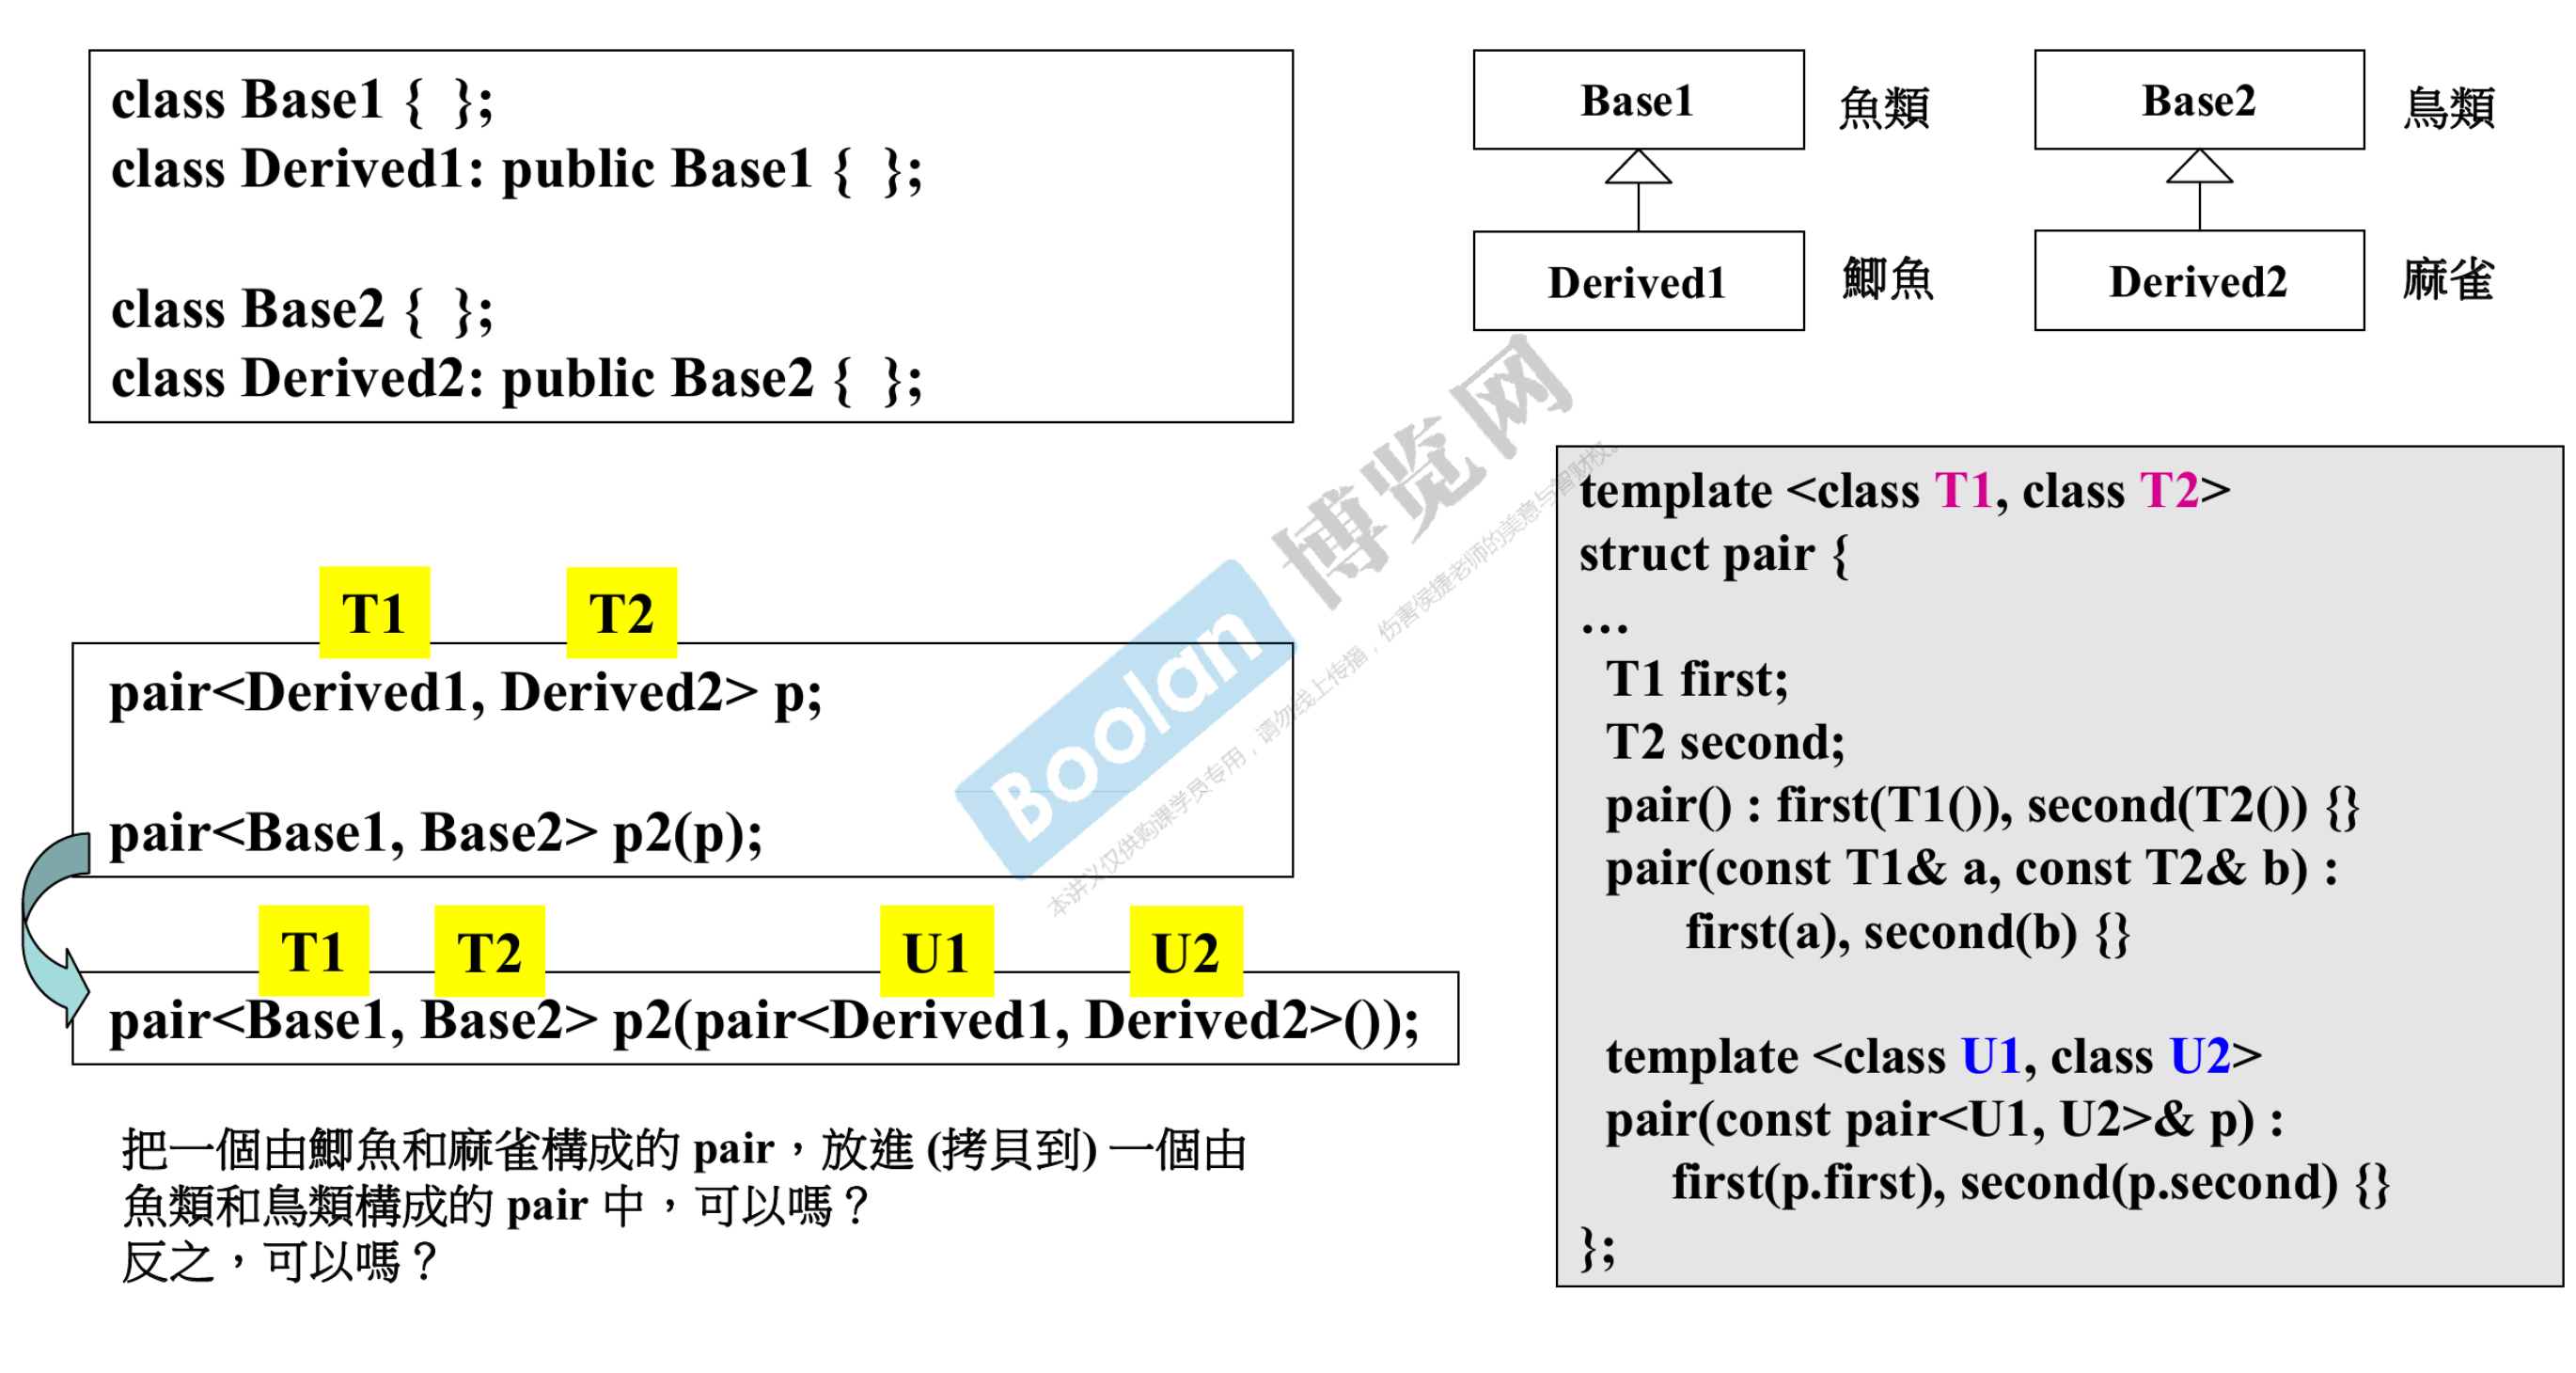 class Base1 {  };
class Derived1: public Base1 {  };
class Base2 {  };
class Derived2: public Base2 {  };
Base1
魚類
Base2
鳥類
Derived1
鯽魚
Derived2
麻雀
T1
T2
pair<Derived1, Derived2> p;
pair<Base1, Base2> p2(p);
T1
T2
U1
U2
pair<Base1, Base2> p2(pair<Derived1, Derived2>());
把一個由鯽魚和麻雀構成的 pair，放進 (拷貝到) 一個由
魚類和鳥類構成的 pair 中，可以嗎？
反之，可以嗎？
template <class T1, class T2>
struct pair {
…
T1 first;
T2 second;
pair() : first(T1()), second(T2()) {}
pair(const T1& a, const T2& b) :
first(a), second(b) {}
template <class U1, class U2>
pair(const pair<U1, U2>& p) :
first(p.first), second(p.second) {}
};
Boolan 博览网
本讲义仅供购课学员专用，请勿线上传播，伤害侯捷老师的美意与智财权。